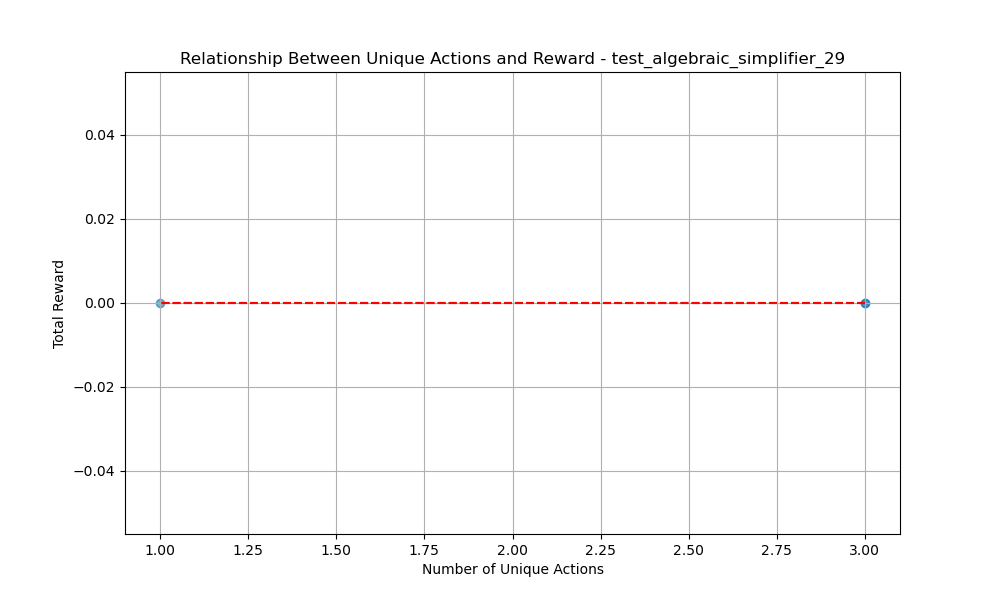 Relationship Between Unique Actions and Reward - test_algebraic_simplifier_29
Total Reward
0.04
0.02
0.00
−0.02
−0.04
1.00 1.25 1.50 1.75 2.00 2.25 2.50 2.75 3.00
Number of Unique Actions